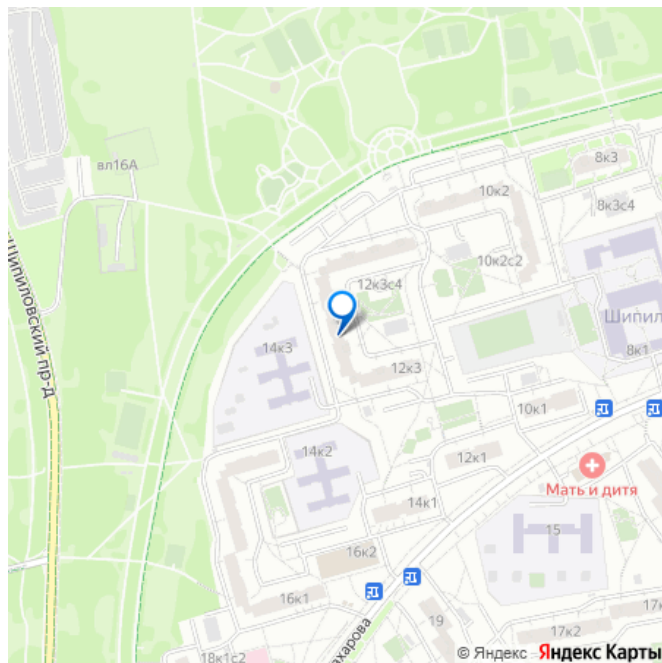 вл16А
8к3
10к2
8к3с4
10к2с2
12к3с4
Шипиловский пр-д
Шипил
14к3
8к1
12к3
10к1
14к2
12к1
Мать и дитя
14к1
15
16к2
16к1
19
17к
17к2
18к1с2
ахарова
© Яндекс Яндекс Карты